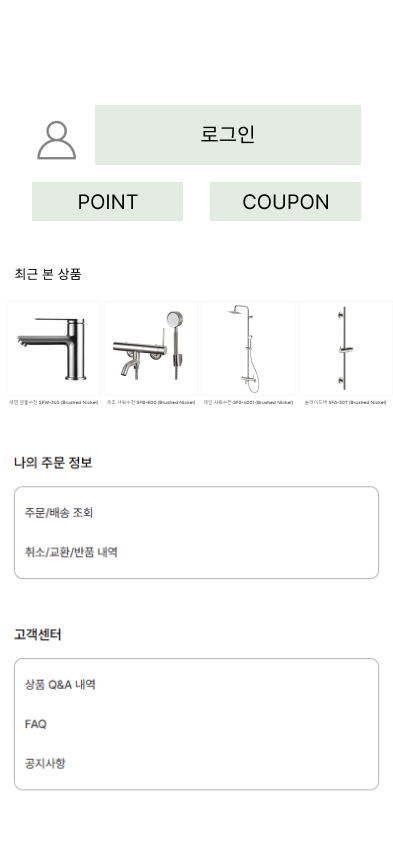 로그인
POINT
COUPON
최근 본 상품
세면 원홀수전 SFW-340 (Brushed Nickel)
욕조 샤워수전 SFB-600 (Brushed Nickel)
레인 샤워수전 SFS-4001 (Brushed Nickel)
슬라이드바 SFA-307 (Brushed Nickel)
나의 주문 정보
주문/배송 조회
취소/교환/반품 내역
고객센터
상품 Q&A 내역
FAQ
공지사항